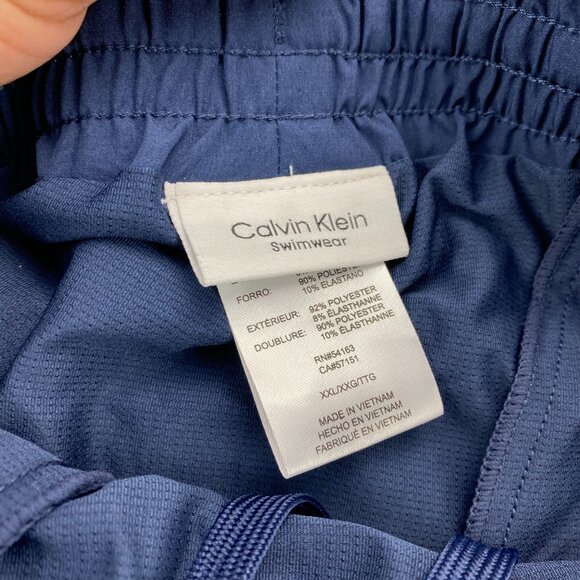 Calvin Klein
Swimwear
90% POLIÉSTER
FORRO: 10% ELASTANO
EXTÉRIEUR: 92% POLYESTER
8% ÉLASTHANNE
DOUBLURE: 90% POLYESTER
10% ÉLASTHANNE
RN#54163
CA#57151
XXL/XXG/TTG
MADE IN VIETNAM
HECHO EN VIETNAM
FABRIQUÉ EN VIETNAM